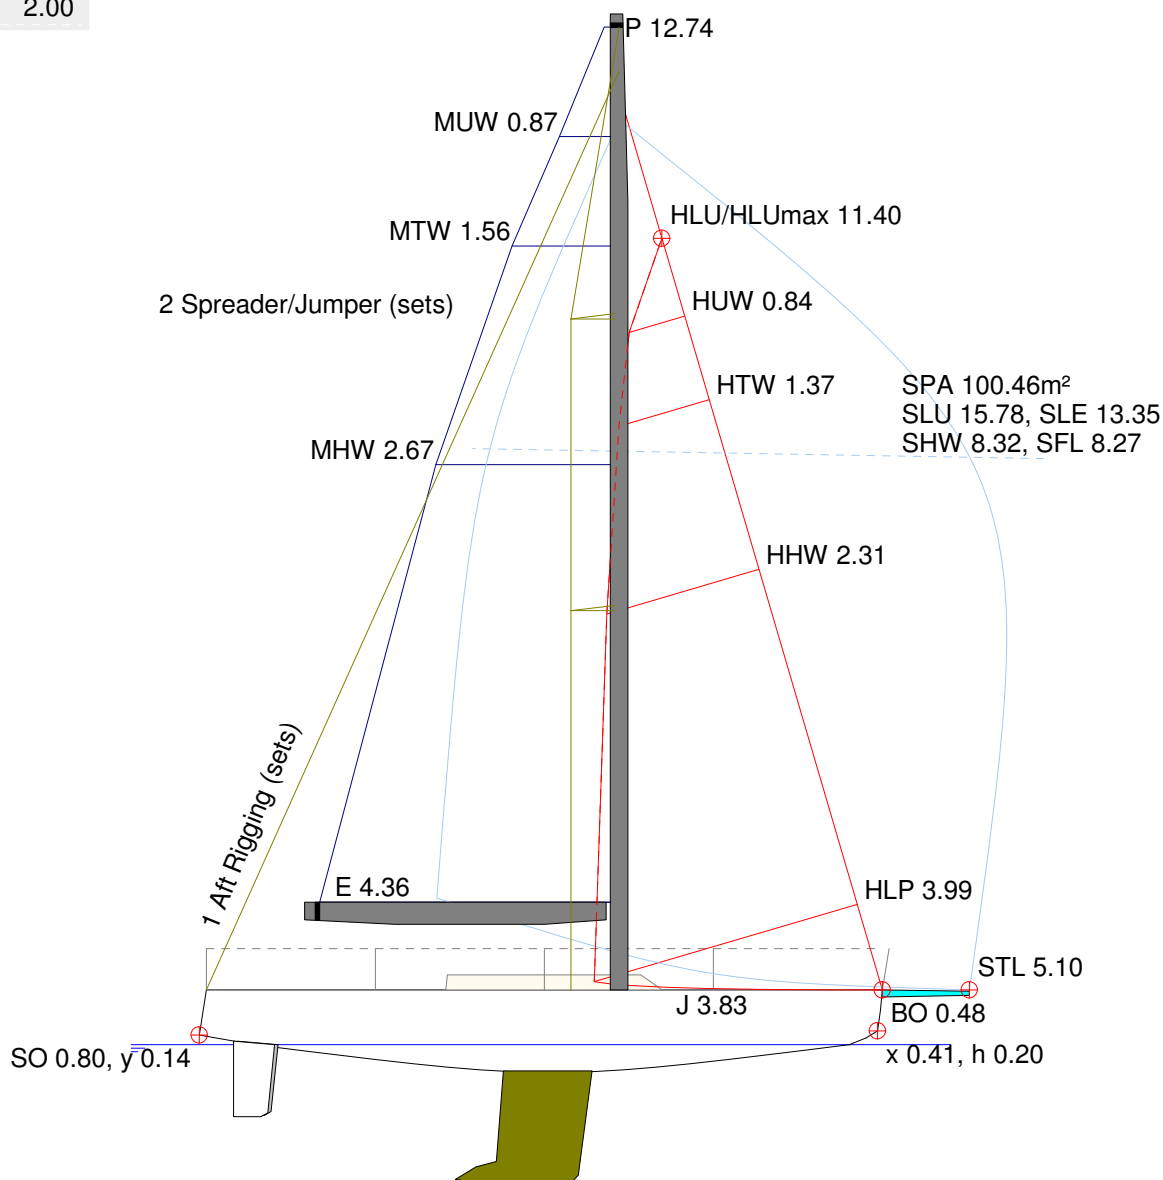 2.00
P 12.74
MUW 0.87
HLU/HLUmax 11.40
MTW 1.56
2 Spreader/Jumper (sets)
HUW 0.84
HTW 1.37
SPA 100.46m²
SLU 15.78, SLE 13.35
SHW 8.32, SFL 8.27
MHW 2.67
HHW 2.31
1 Aft Rigging (sets)
E 4.36
HLP 3.99
STL 5.10
J 3.83
BO 0.48
SO 0.80, y 0.14
x 0.41, h 0.20